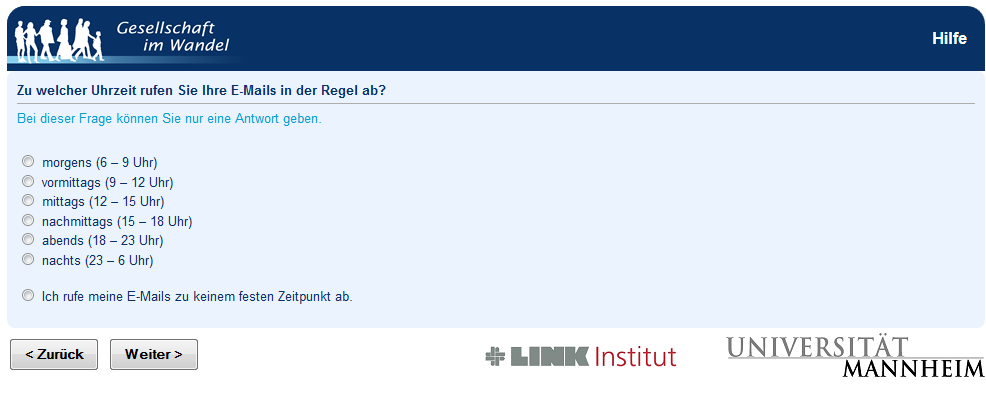 Gesellschaft
im Wandel
Hilfe
Zu welcher Uhrzeit rufen Sie Ihre E-Mails in der Regel ab?
Bei dieser Frage können Sie nur eine Antwort geben.
morgens (6 – 9 Uhr)
vormittags (9 – 12 Uhr)
mittags (12 – 15 Uhr)
nachmittags (15 – 18 Uhr)
abends (18 – 23 Uhr)
nachts (23 – 6 Uhr)
Ich rufe meine E-Mails zu keinem festen Zeitpunkt ab.
< Zurück
Weiter >
LINK Institut
UNIVERSITÄT
MANNHEIM